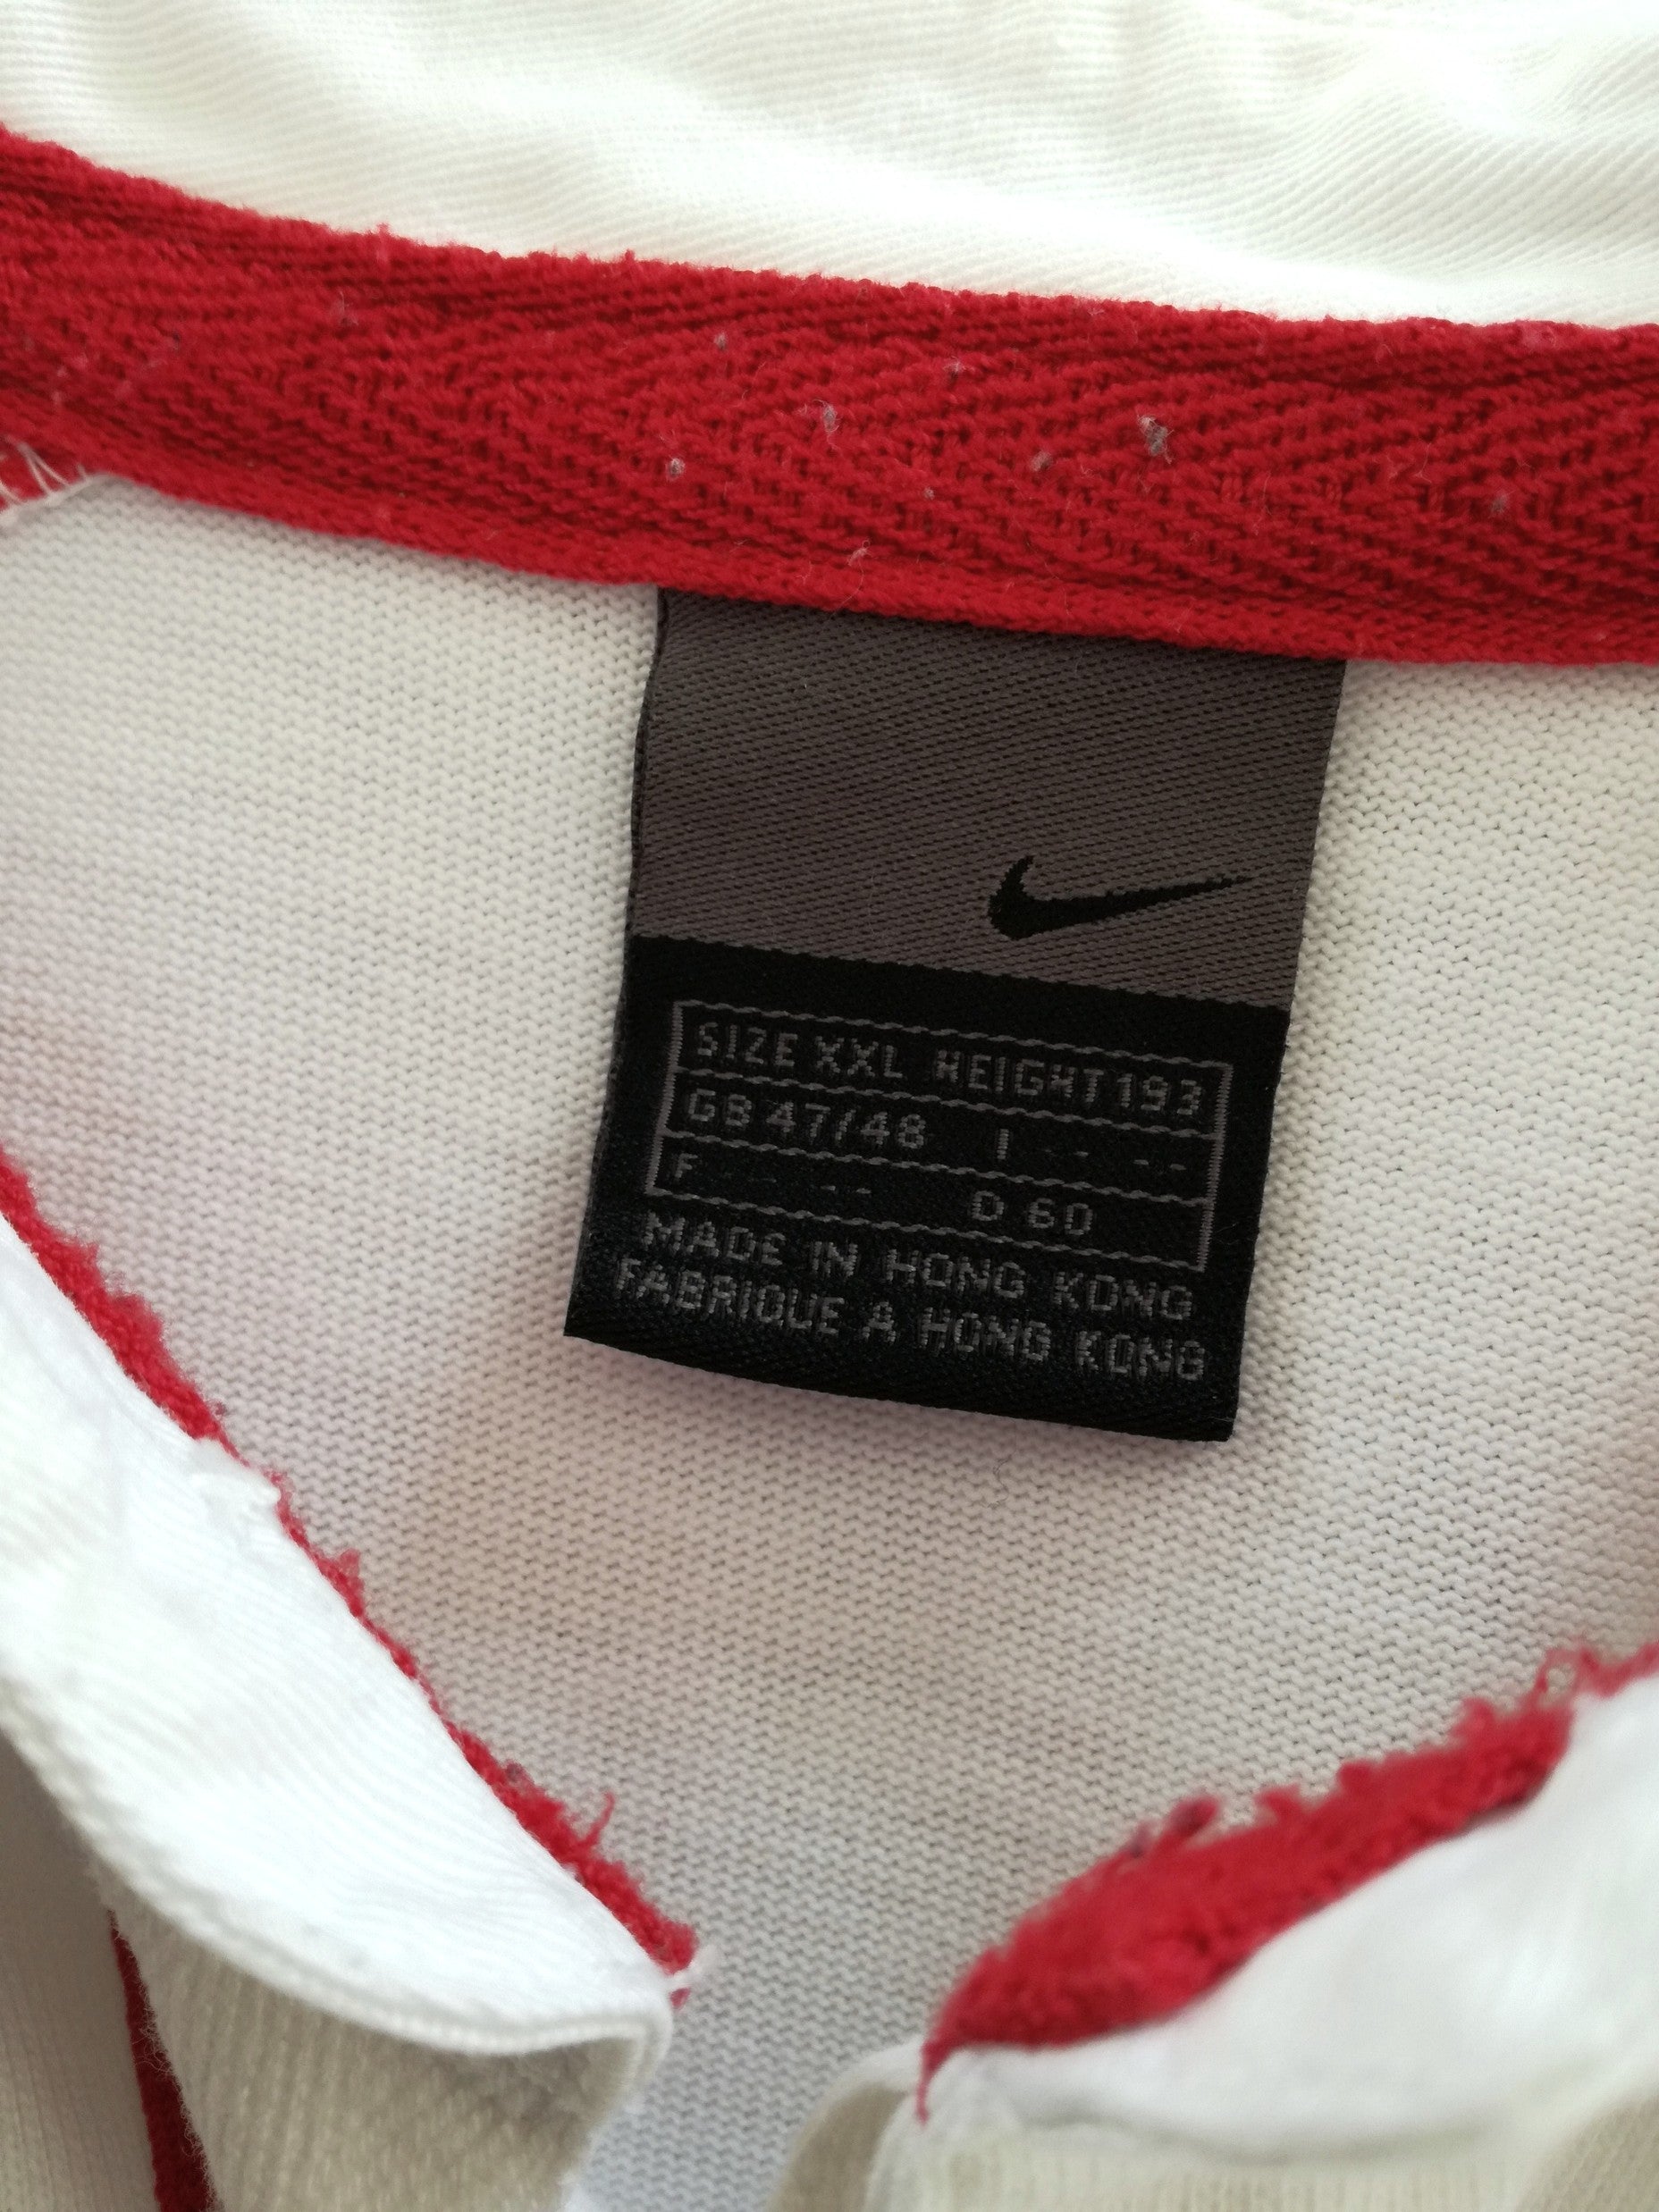 SIZE XXL HEIGHT 193
GB 47/48 I -- --
F -- -- D 60
MADE IN HONG KONG
FABRIQUE A HONG KONG